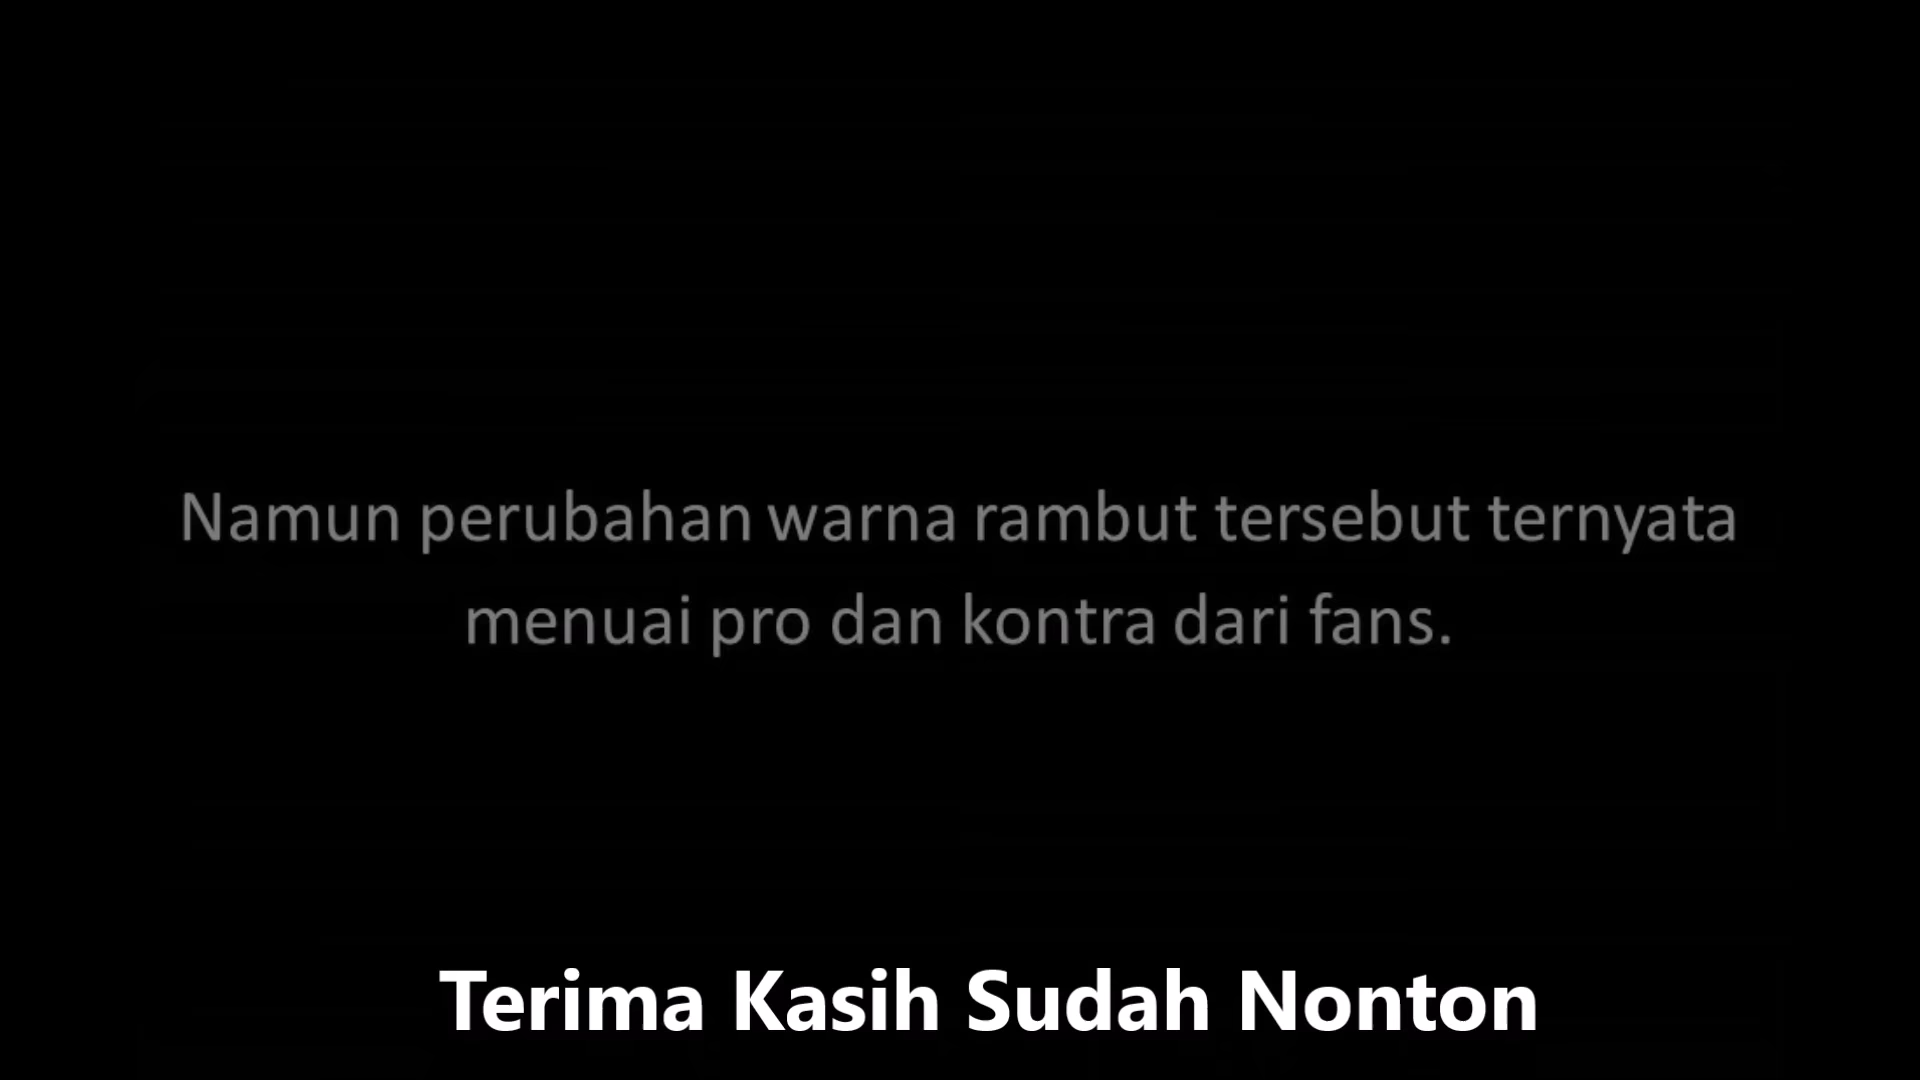 Namun perubahan warna rambut tersebut ternyata
menuai pro dan kontra dari fans.
Terima Kasih Sudah Nonton